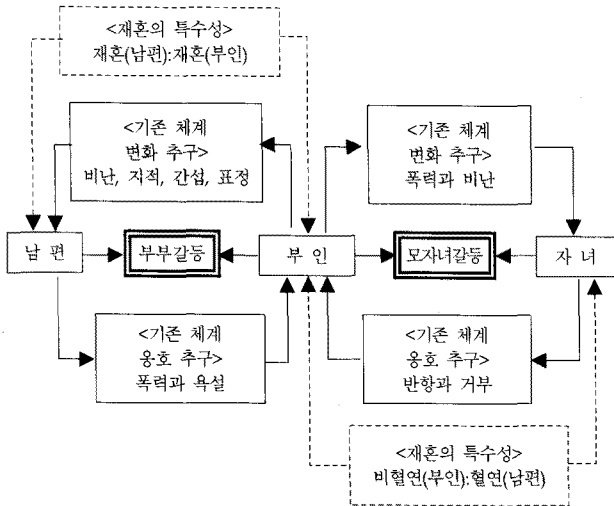 <재혼의 특수성>
재혼(남편):재혼(부인)
<기존 체계
변화 추구>
비난, 지적, 간섭, 표정
<기존 체계
변화 추구>
폭력과 비난
남 편
부부갈등
부 인
모자녀갈등
자 녀
<기존 체계
옹호 추구>
폭력과 욕설
<기존 체계
옹호 추구>
반항과 거부
<재혼의 특수성>
비혈연(부인):혈연(남편)